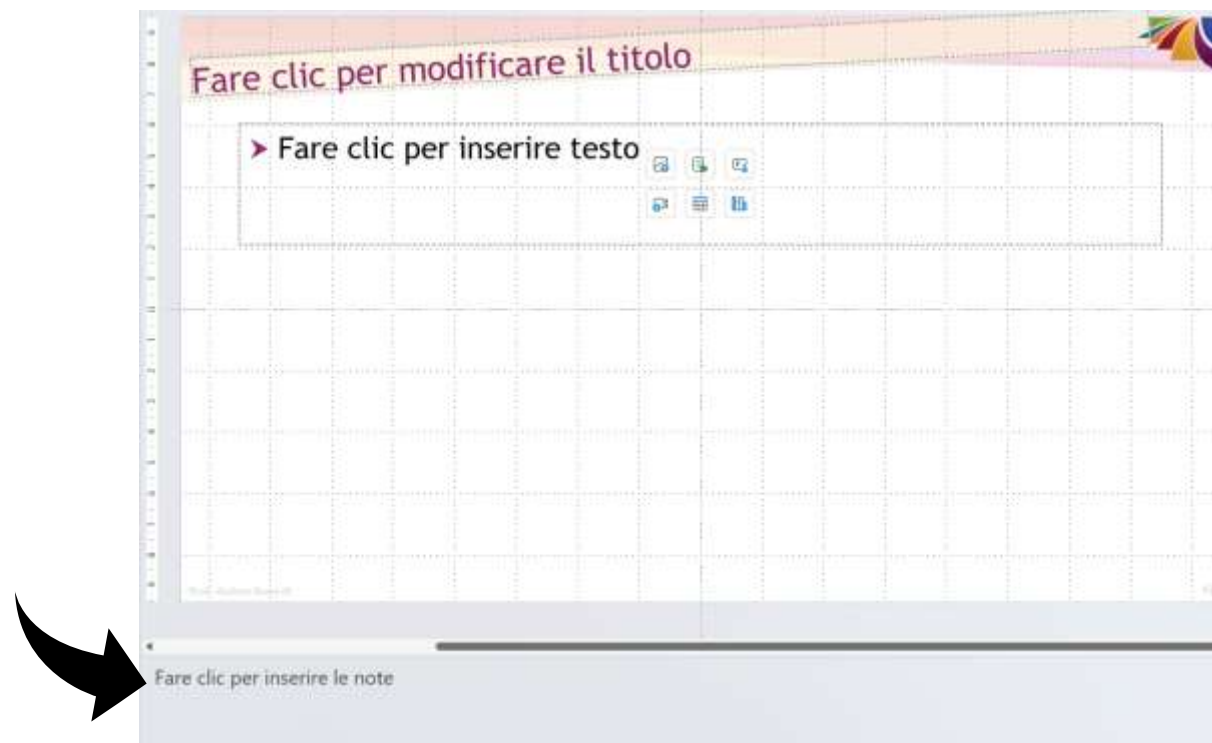 Fare clic per modificare il titolo
Fare clic per inserire testo
Fare clic per inserire le note